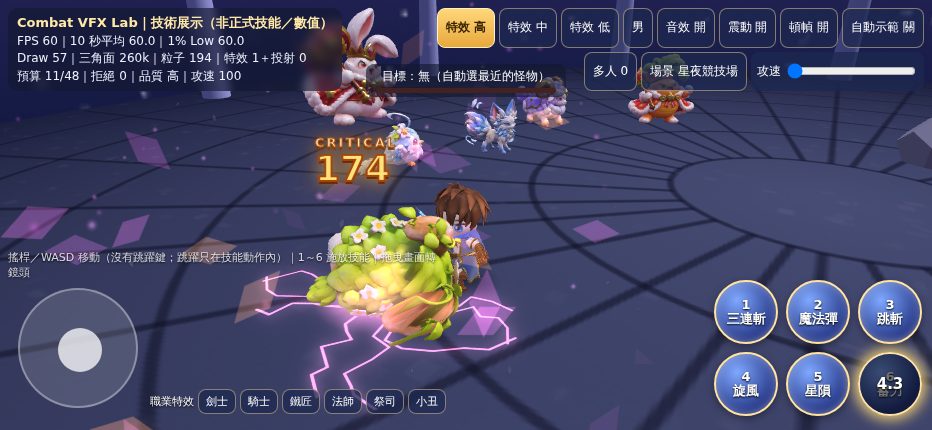 Combat VFX Lab｜技術展示（非正式技能／數值）
FPS 60｜10 秒平均 60.0｜1% Low 60.0
Draw 57｜三角面 260k｜粒子 194｜特效 1＋投射 0
預算 11/48｜拒絕 0｜品質 高｜攻速 100
目標：無（自動選最近的怪物）
特效 高
特效 中
特效 低
男
音效 開
震動 開
頓幀 開
自動示範 關
多人 0
場景 星夜競技場
攻速
CRITICAL
174
搖桿／WASD 移動（沒有跳躍鍵；跳躍只在技能動作內）｜1～6 施放技能｜拖曳畫面轉
鏡頭
1
三連斬
2
魔法彈
3
跳斬
4
旋風
5
星隕
6
蓄力
4.3
職業特效
劍士
騎士
鐵匠
法師
祭司
小丑